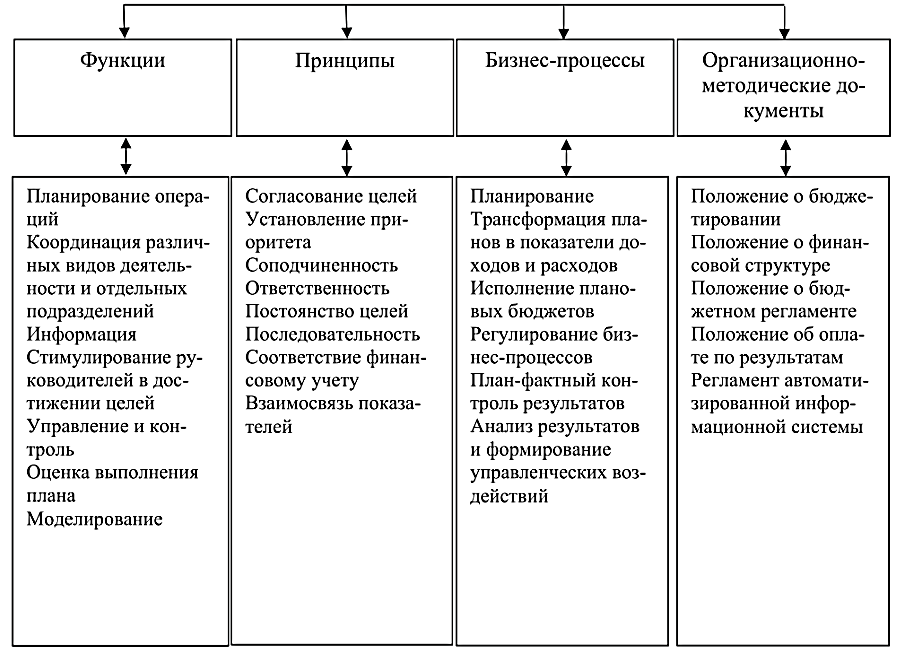 Функции
Принципы
Бизнес-процессы
Организационно-
методические до-
кументы
Планирование опера-
ций
Координация различ-
ных видов деятель-
ности и отдельных
подразделений
Информация
Стимулирование ру-
ководителей в дос-
тижении целей
Управление и кон-
троль
Оценка выполнения
плана
Моделирование
Согласование целей
Установление при-
оритета
Соподчиненность
Ответственность
Постоянство целей
Последовательность
Соответствие финан-
совому учету
Взаимосвязь показа-
телей
Планирование
Трансформация пла-
нов в показатели до-
ходов и расходов
Исполнение плано-
вых бюджетов
Регулирование биз-
нес-процессов
План-фактный кон-
троль результатов
Анализ результатов
и формирование
управленческих воз-
действий
Положение о бюдже-
тировании
Положение о финан-
совой структуре
Положение о бюд-
жетном регламенте
Положение об опла-
те по результатам
Регламент автомати-
зированной инфор-
мационной системы